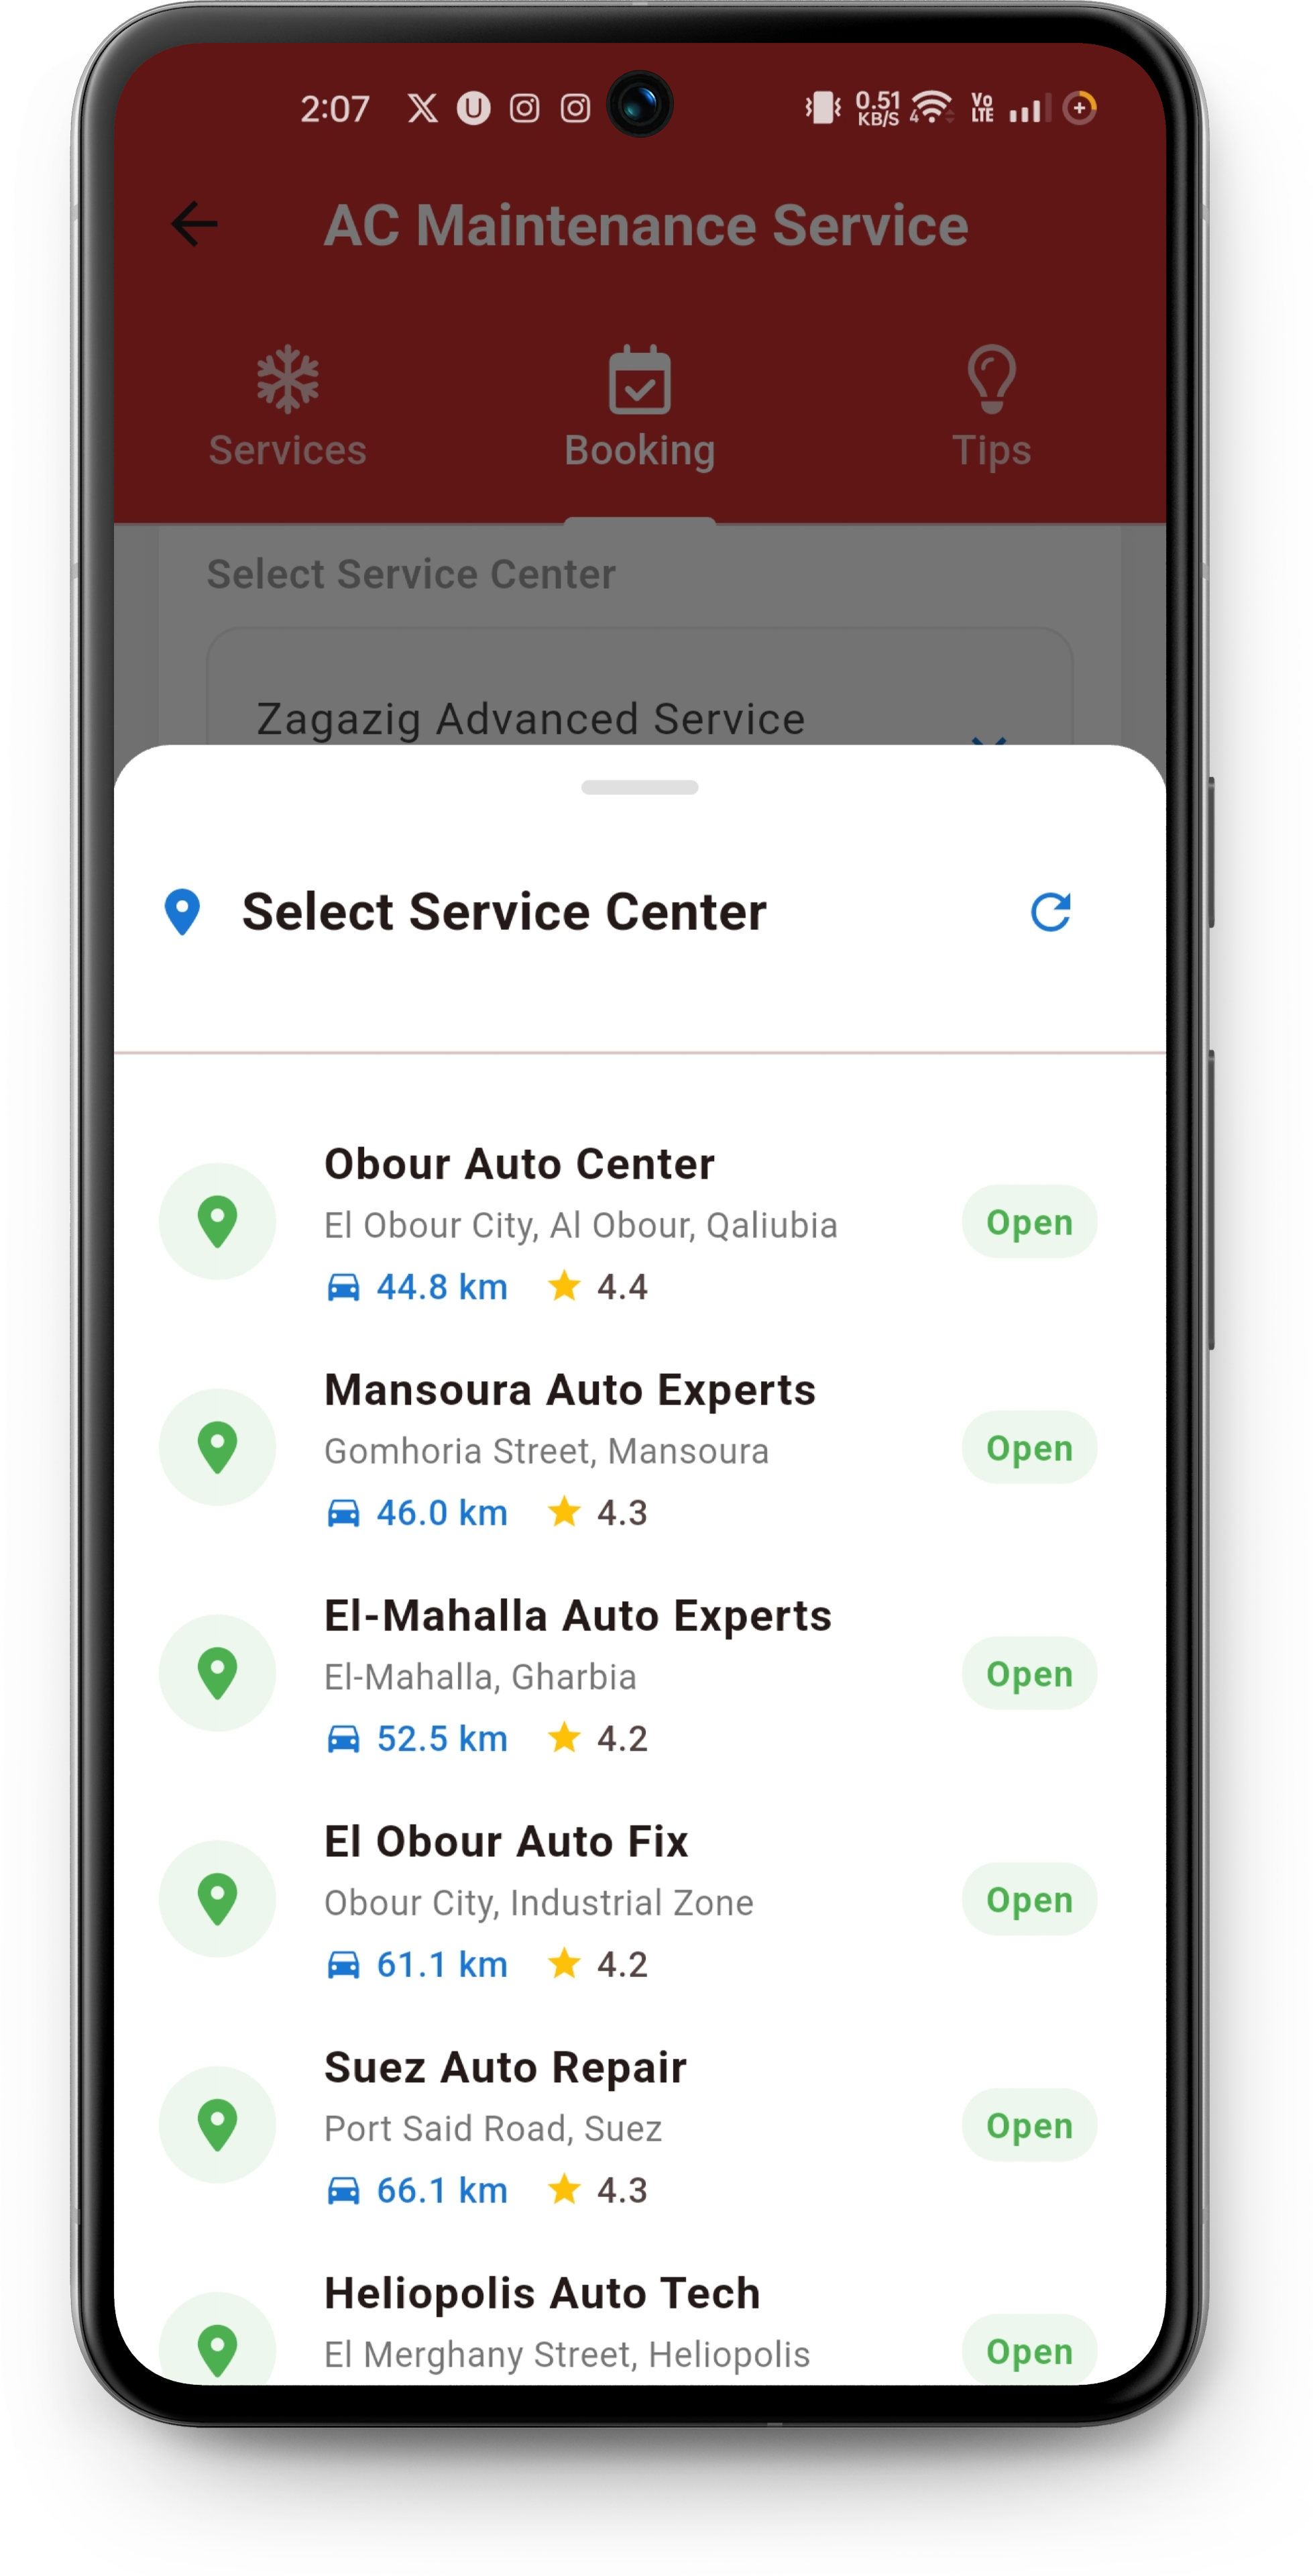 2:07
0.51
KB/S
4
Vo
LTE
AC Maintenance Service
Services
Booking
Tips
Select Service Center
Zagazig Advanced Service
Select Service Center
Obour Auto Center
El Obour City, Al Obour, Qaliubia
Open
44.8 km
4.4
Mansoura Auto Experts
Gomhoria Street, Mansoura
Open
46.0 km
4.3
El-Mahalla Auto Experts
El-Mahalla, Gharbia
Open
52.5 km
4.2
El Obour Auto Fix
Obour City, Industrial Zone
Open
61.1 km
4.2
Suez Auto Repair
Port Said Road, Suez
Open
66.1 km
4.3
Heliopolis Auto Tech
El Merghany Street, Heliopolis
Open